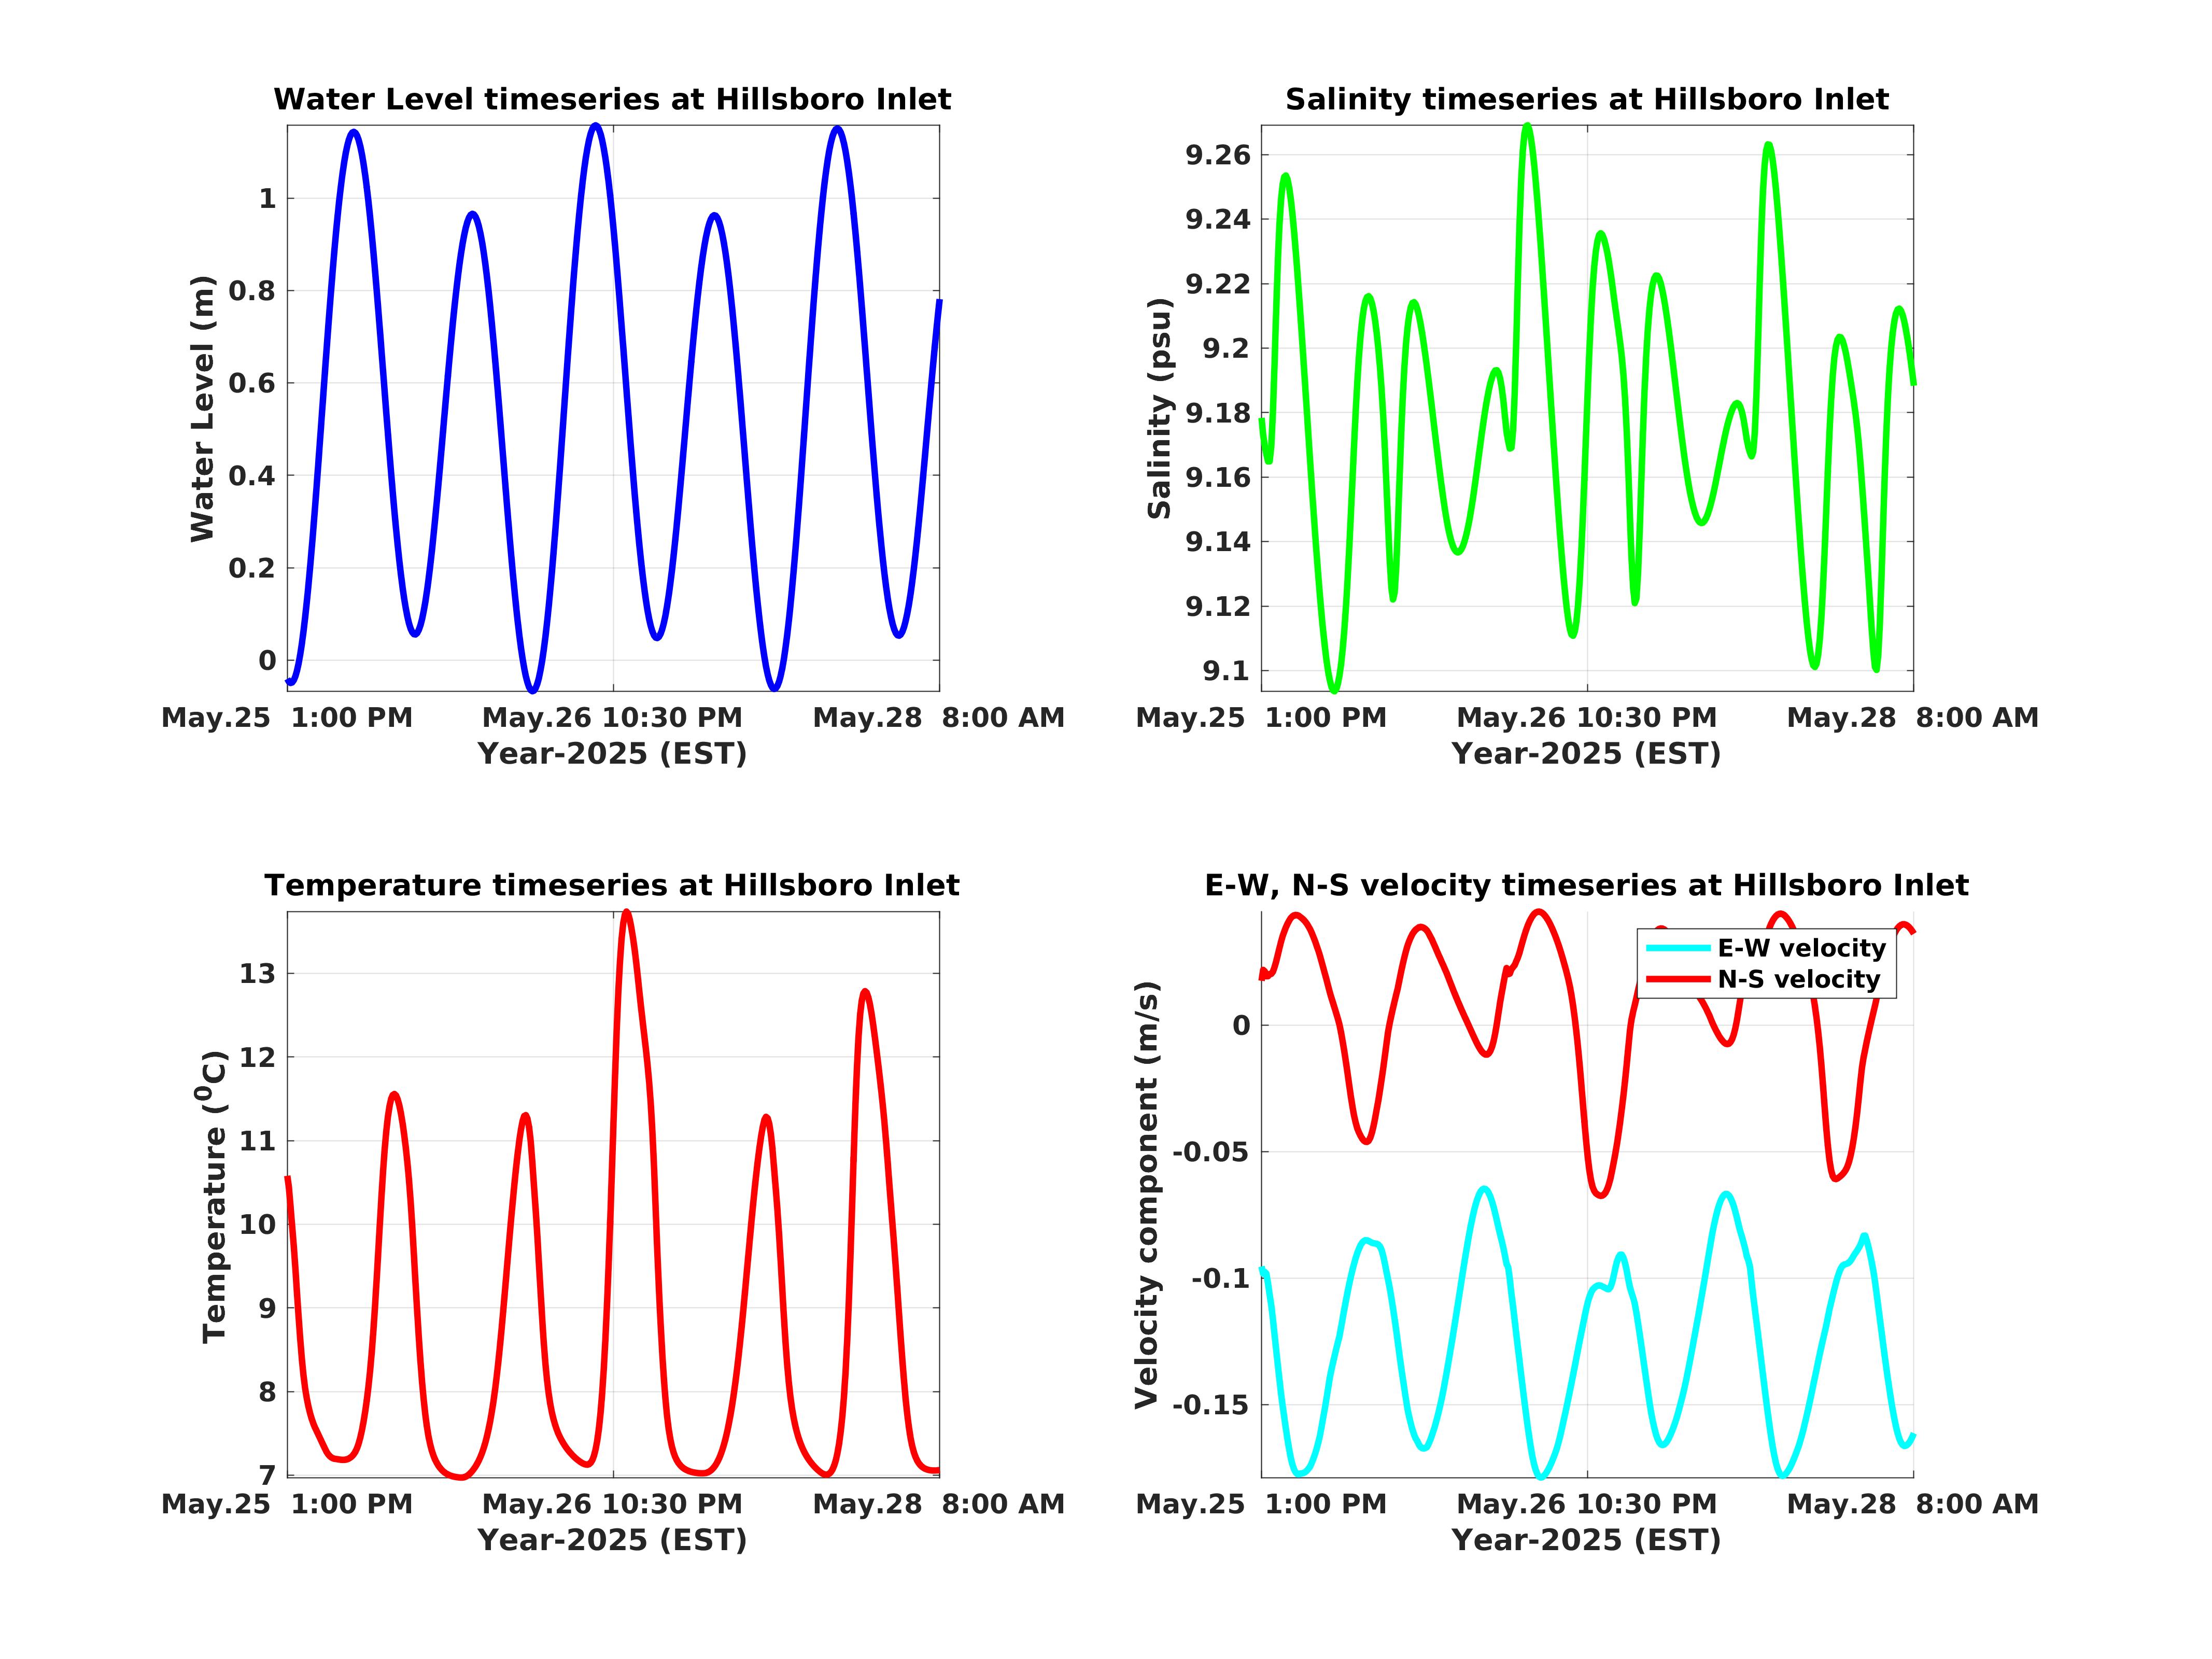 Water Level timeseries at Hillsboro Inlet
Water Level (m)
1
0.8
0.6
0.4
0.2
0
May.25 1:00 PM
May.26 10:30 PM
May.28 8:00 AM
Year-2025 (EST)
Salinity timeseries at Hillsboro Inlet
Salinity (psu)
9.26
9.24
9.22
9.2
9.18
9.16
9.14
9.12
9.1
May.25 1:00 PM
May.26 10:30 PM
May.28 8:00 AM
Year-2025 (EST)
Temperature timeseries at Hillsboro Inlet
Temperature (⁰C)
13
12
11
10
9
8
7
May.25 1:00 PM
May.26 10:30 PM
May.28 8:00 AM
Year-2025 (EST)
E-W, N-S velocity timeseries at Hillsboro Inlet
Velocity component (m/s)
E-W velocity
N-S velocity
0
-0.05
-0.1
-0.15
May.25 1:00 PM
May.26 10:30 PM
May.28 8:00 AM
Year-2025 (EST)